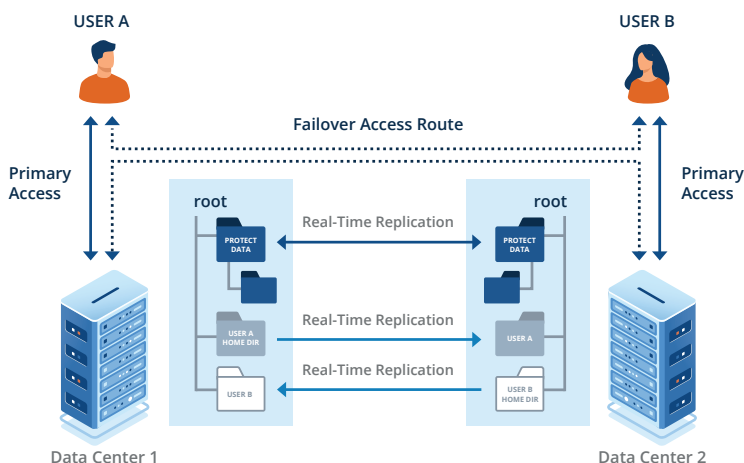 USER A
USER B
Failover Access Route
Primary
Access
Primary
Access
root
root
Real-Time Replication
PROTECT
DATA
PROTECT
DATA
Real-Time Replication
USER A
HOME DIR
USER A
Real-Time Replication
USER B
USER B
HOME DIR
Data Center 1
Data Center 2